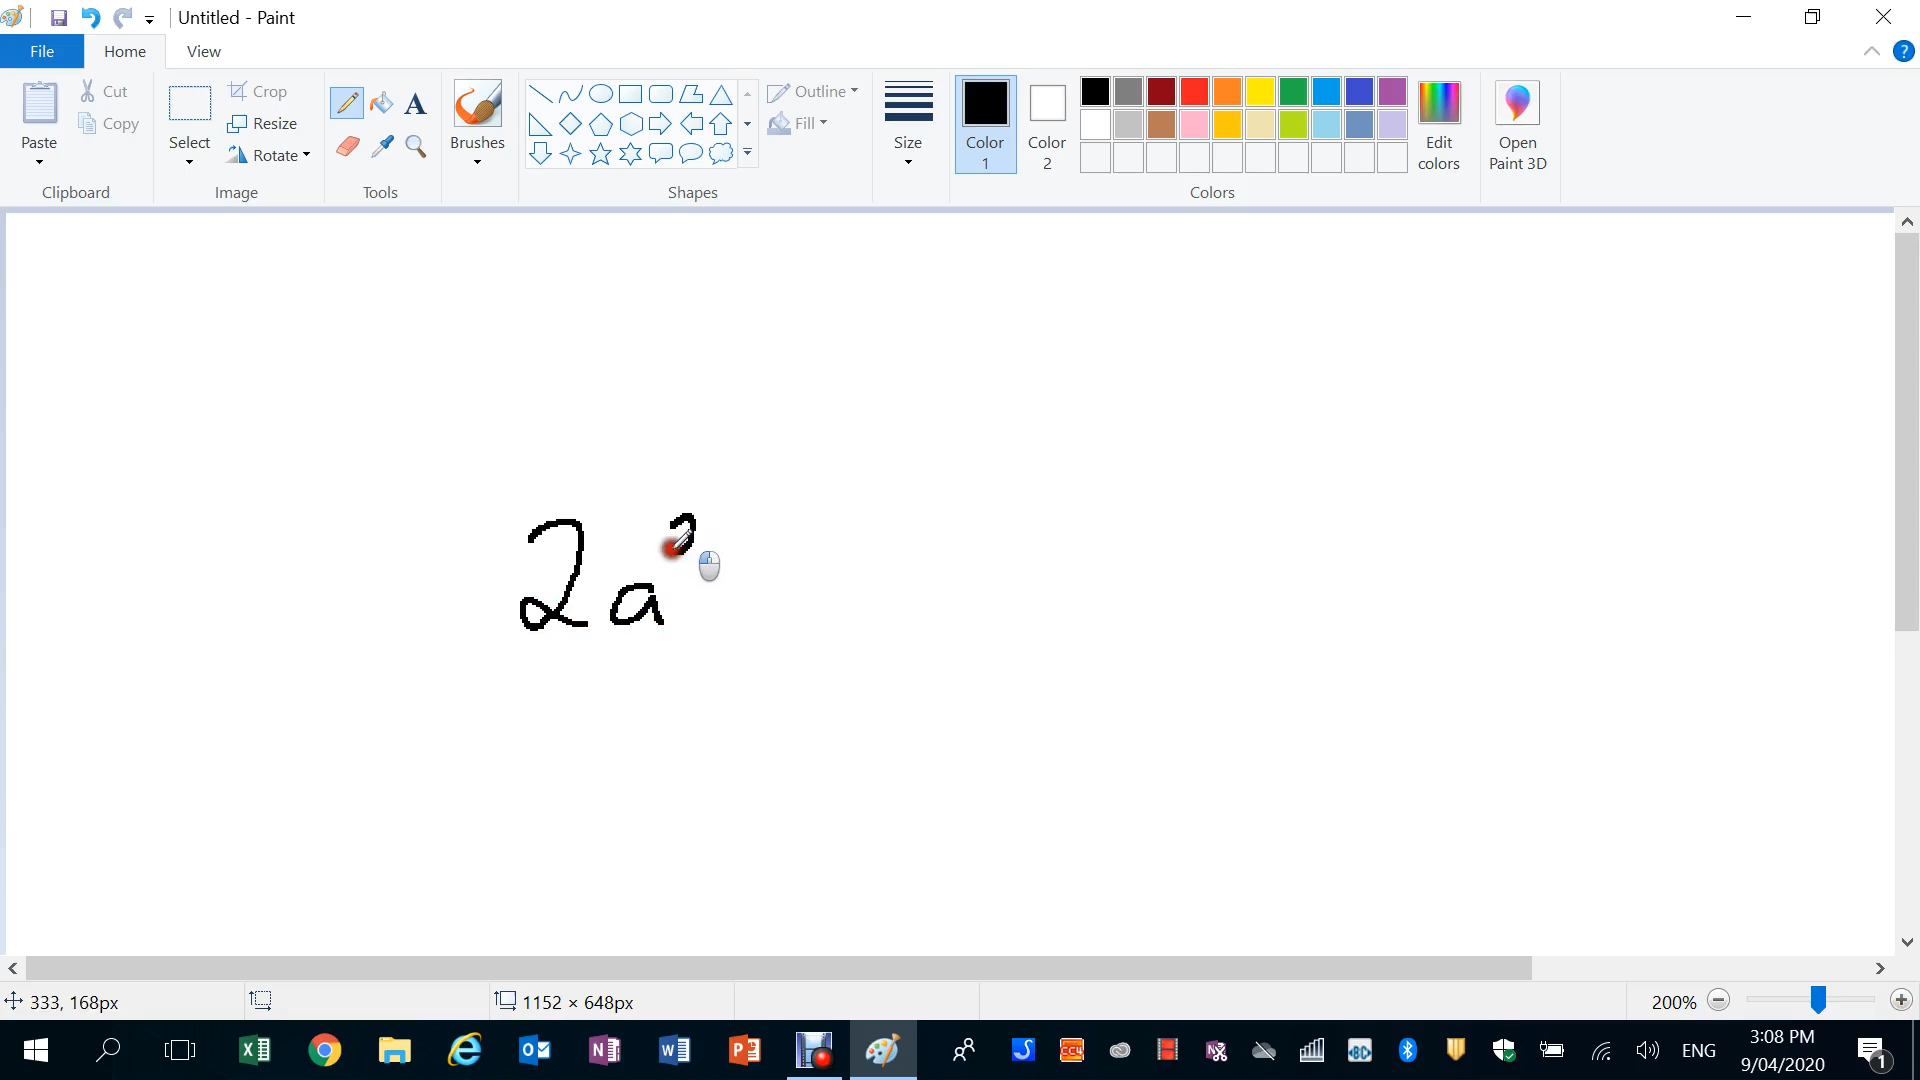 Untitled - Paint
File Home View
Paste Cut Copy Clipboard
Select Crop Resize Rotate Image
Tools
Brushes
Shapes
Outline Fill
Size
Color 1 Color 2
Colors
Edit colors
Open Paint 3D
2a
333, 168px
1152 × 648px
200%
ENG
3:08 PM
9/04/2020
1